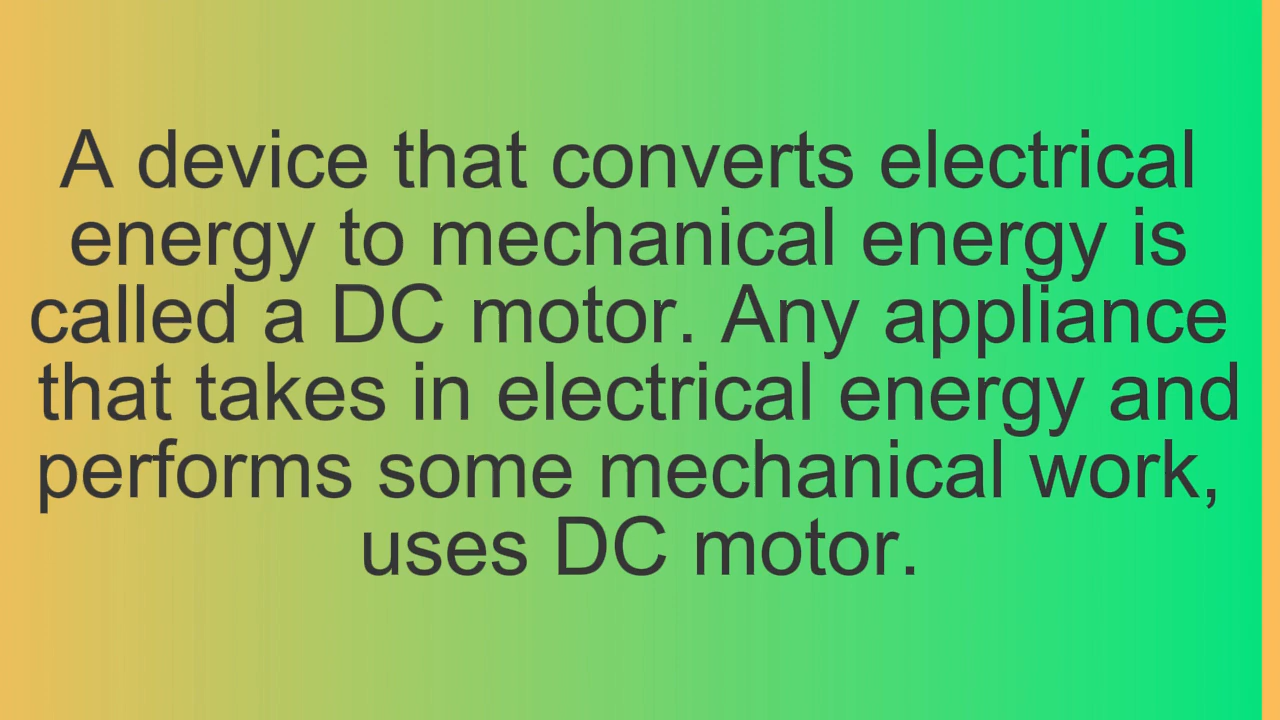 A device that converts electrical
energy to mechanical energy is
called a DC motor. Any appliance
that takes in electrical energy and
performs some mechanical work,
uses DC motor.